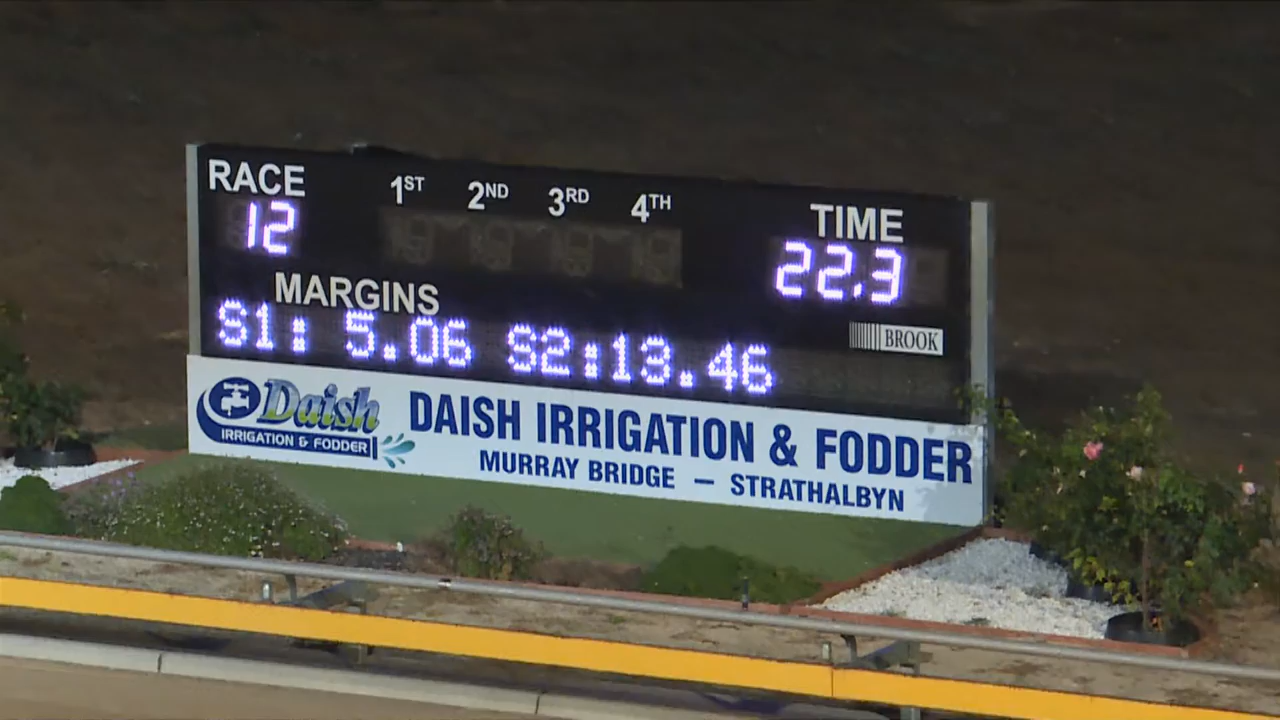 RACE 1ST 2ND 3RD 4TH TIME
12 22.3
MARGINS
S1: 5.06 S2:13.46
BROOK
Daish
IRRIGATION & FODDER
DAISH IRRIGATION & FODDER
MURRAY BRIDGE – STRATHALBYN